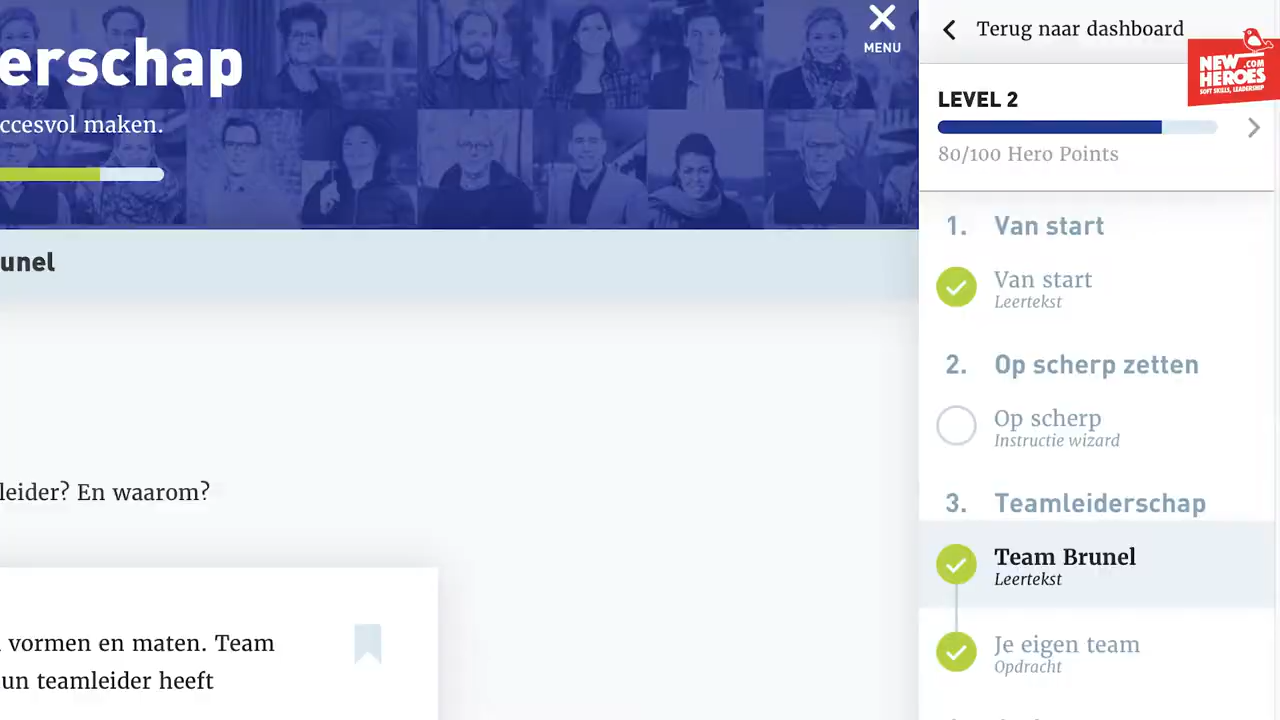 erschap
ccesvol maken.
MENU
unel
leider? En waarom?
vormen en maten. Team
un teamleider heeft
Terug naar dashboard
NEW
.COM
HEROES
SOFT SKILLS, LEADERSHIP
LEVEL 2
80/100 Hero Points
1. Van start
Van start
Leertekst
2. Op scherp zetten
Op scherp
Instructie wizard
3. Teamleiderschap
Team Brunel
Leertekst
Je eigen team
Opdracht